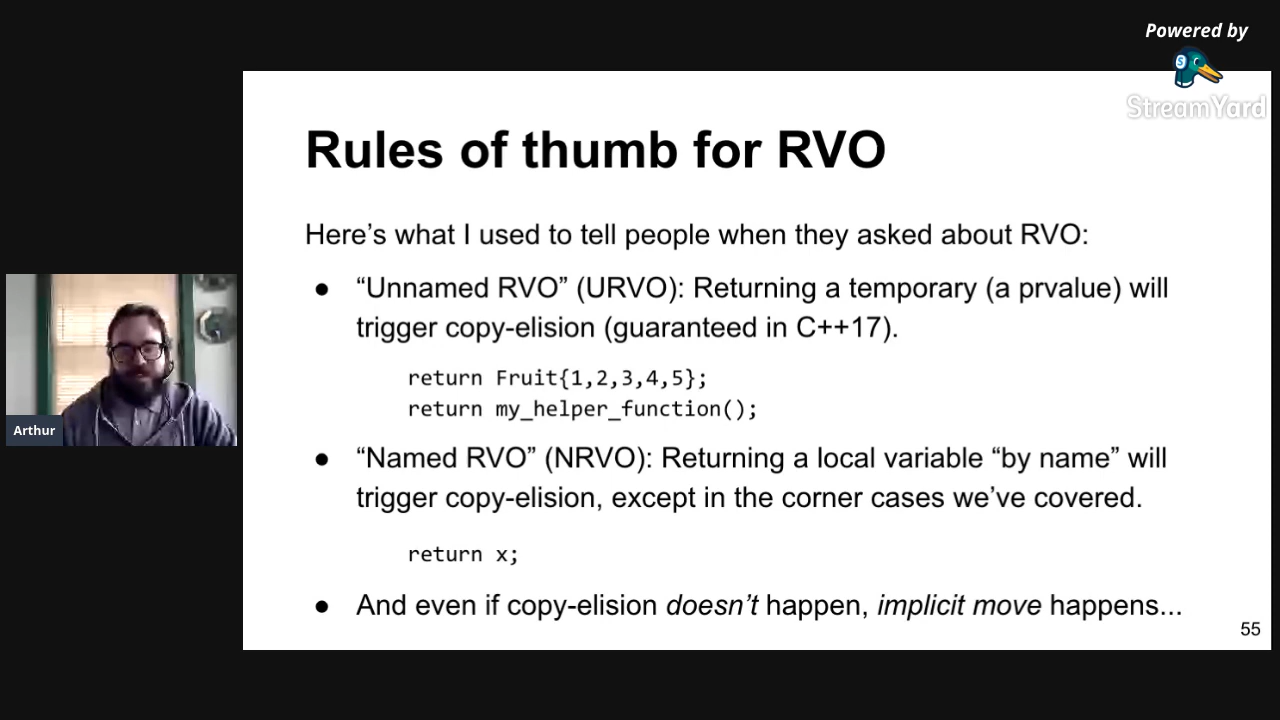 Powered by
StreamYard
Rules of thumb for RVO
Here’s what I used to tell people when they asked about RVO:
● “Unnamed RVO” (URVO): Returning a temporary (a prvalue) will
trigger copy-elision (guaranteed in C++17).
return Fruit{1,2,3,4,5};
return my_helper_function();
● “Named RVO” (NRVO): Returning a local variable “by name” will
trigger copy-elision, except in the corner cases we’ve covered.
return x;
● And even if copy-elision doesn’t happen, implicit move happens...
55
Arthur